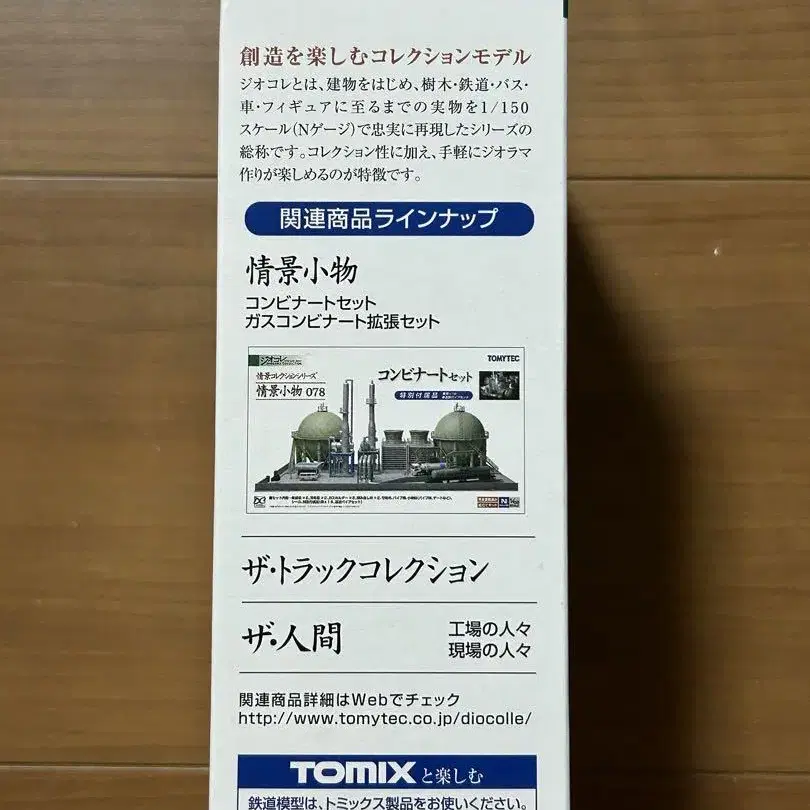 創造を楽しむコレクションモデル
ジオコレとは、建物をはじめ、樹木・鉄道・バス・
車・フィギュアに至るまでの実物を1/150
スケール(Nゲージ)で忠実に再現したシリーズの
総称です。コレクション性に加え、手軽にジオラマ
作りが楽しめるのが特徴です。
関連商品ラインナップ
情景小物
コンビナートセット
ガスコンビナート拡張セット
ジオコレ
TOMYTEC
情景コレクションシリーズ
コンビナートセット
情景小物 078
特別付属品
ザ・トラックコレクション
ザ・人間
工場の人々
現場の人々
関連商品詳細はWebでチェック
http://www.tomytec.co.jp/diocolle/
TOMIXと楽しむ
鉄道模型は、トミックス製品をお使いください。